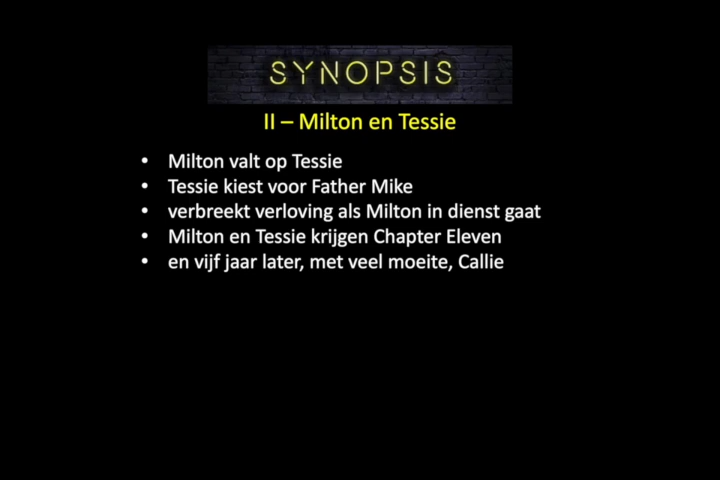 SYNOPSIS
II – Milton en Tessie
• Milton valt op Tessie
• Tessie kiest voor Father Mike
• verbreekt verloving als Milton in dienst gaat
• Milton en Tessie krijgen Chapter Eleven
• en vijf jaar later, met veel moeite, Callie